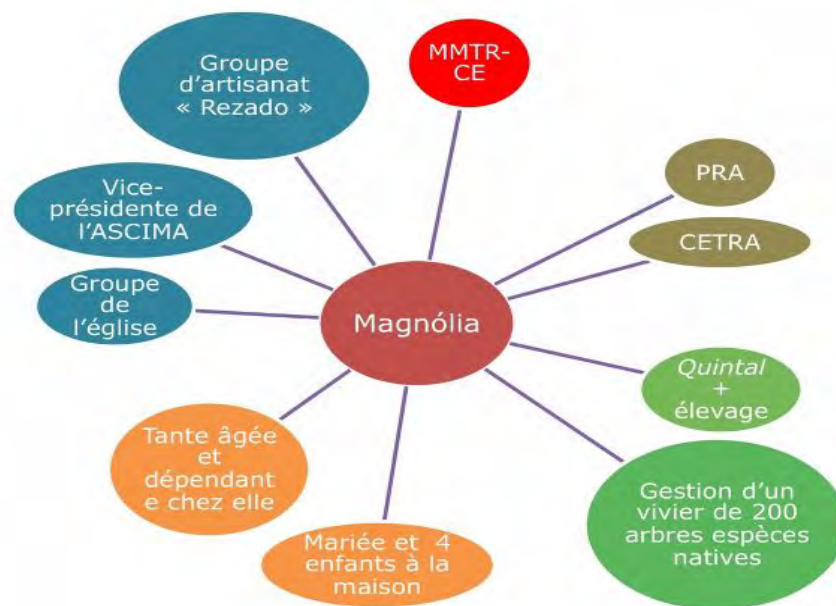 Groupe
d'artisanat
« Rezado »
MMTR-
CE
Vice-
présidente de
l'ASCIMA
PRA
CETRA
Groupe
de
l'église
Magnólia
Quintal
+
élevage
Tante âgée
et
dépendant
e chez elle
Mariée et 4
enfants à la
maison
Gestion d'un
vivier de 200
arbres espèces
natives